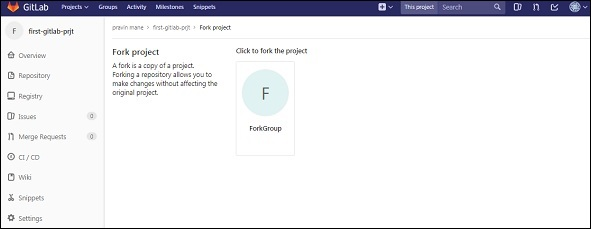 GitLab Projects Groups Activity Milestones Snippets This project Search
F first-gitlab-prjt
pravin mane > first-gitlab-prjt > Fork project
Overview
Repository
Registry
Issues 0
Merge Requests 0
CI / CD
Wiki
Snippets
Settings
Fork project
A fork is a copy of a project.
Forking a repository allows you to
make changes without affecting the
original project.
Click to fork the project
F
ForkGroup